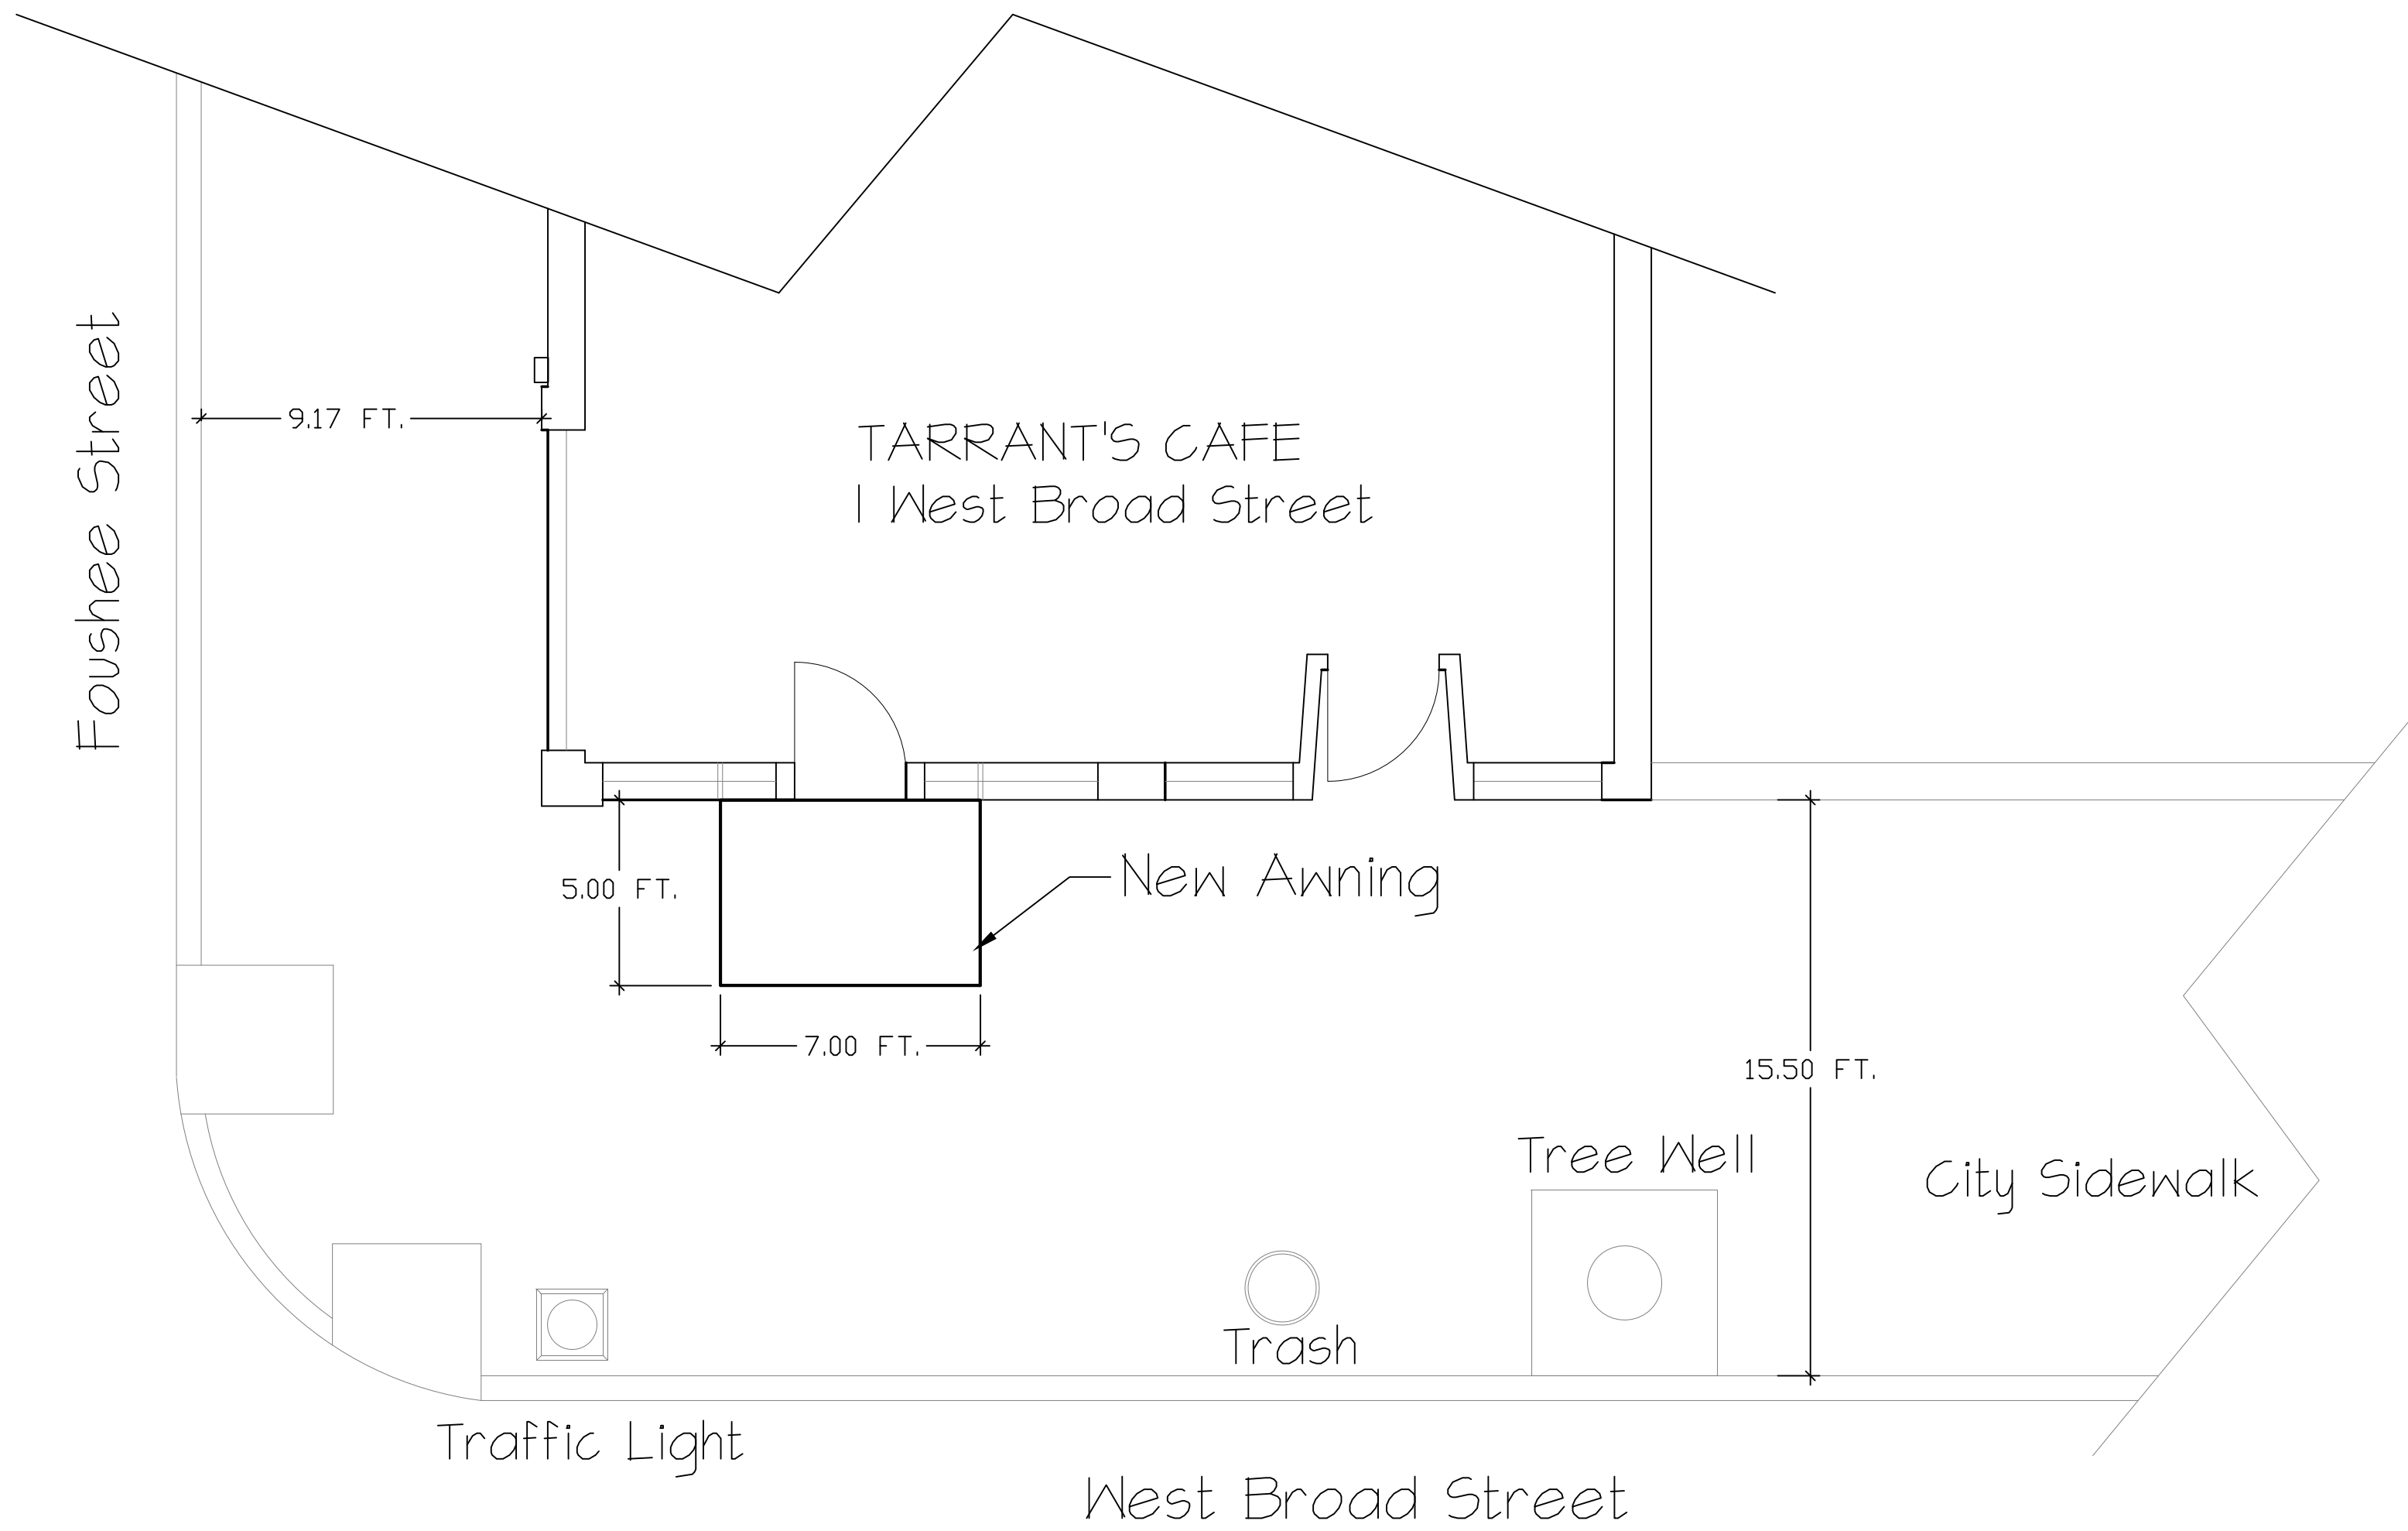 Foushee Street
9.17 FT.
TARRANT'S CAFE
1 West Broad Street
5.00 FT.
New Awning
7.00 FT.
15.50 FT.
Tree Well
City Sidewalk
Trash
Traffic Light
West Broad Street